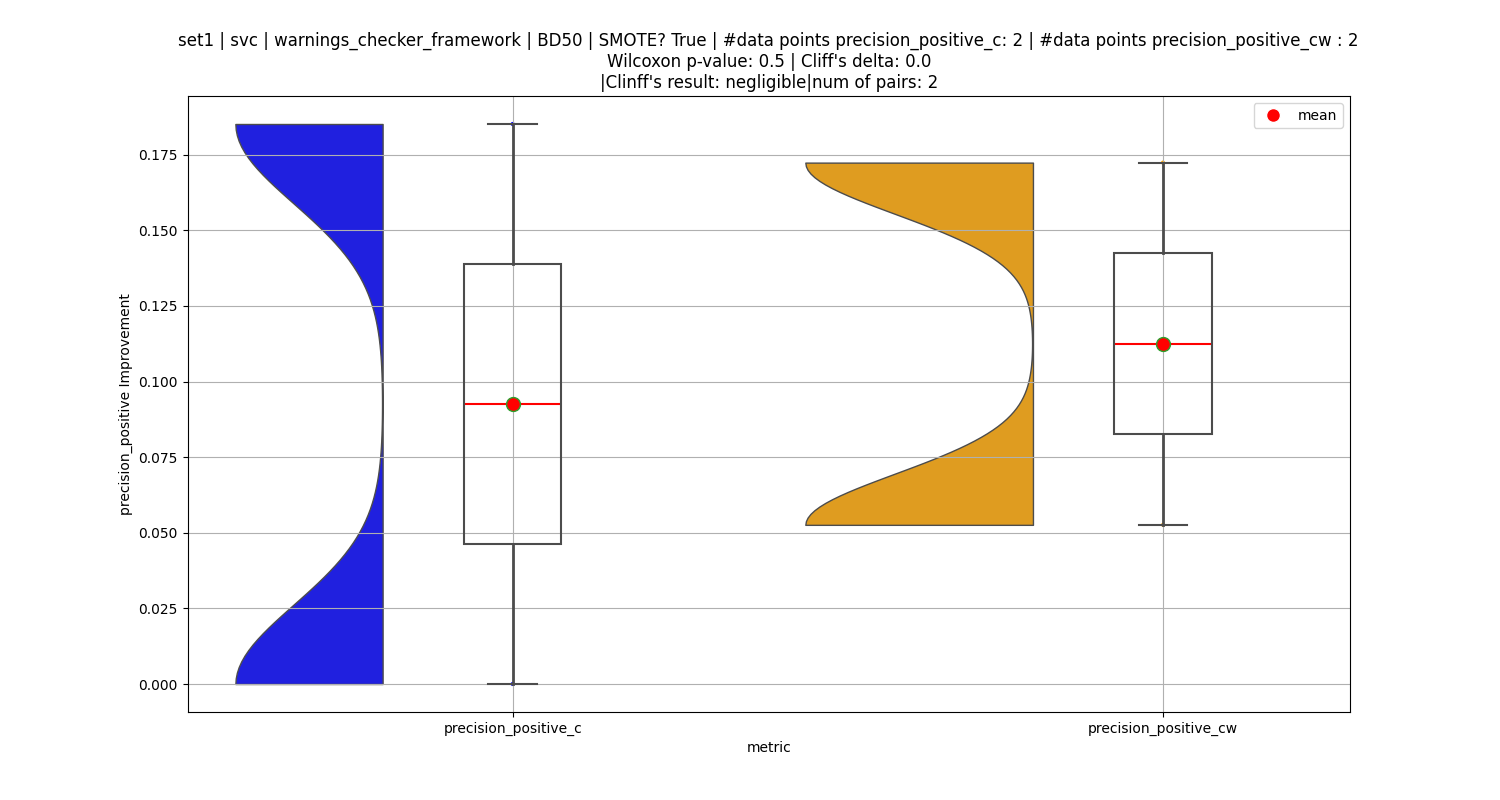 set1 | svc | warnings_checker_framework | BD50 | SMOTE? True | #data points precision_positive_c: 2 | #data points precision_positive_cw : 2
Wilcoxon p-value: 0.5 | Cliff's delta: 0.0
|Clinff's result: negligible|num of pairs: 2
mean
precision_positive Improvement
0.175
0.150
0.125
0.100
0.075
0.050
0.025
0.000
precision_positive_c
precision_positive_cw
metric